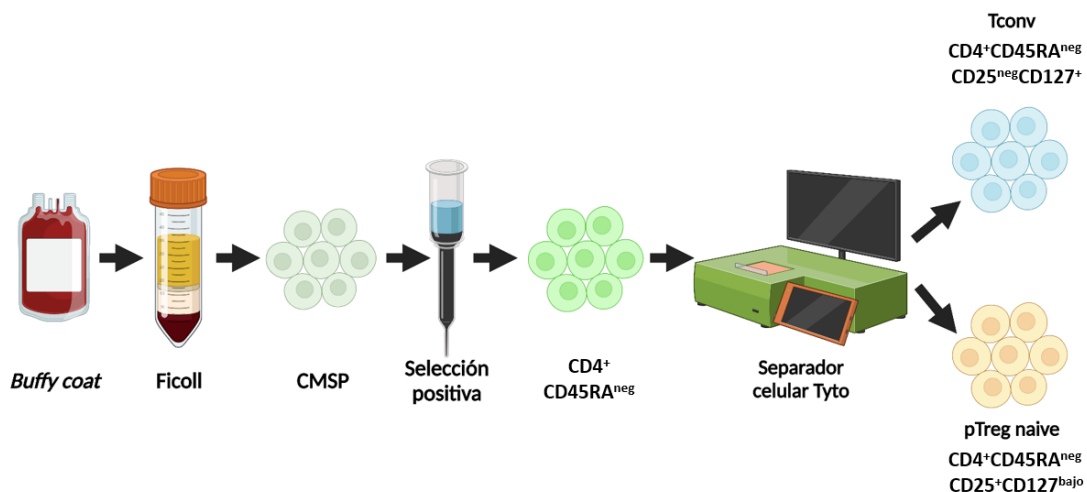 Tconv
CD4⁺CD45RAⁿᵉᵍ
CD25ⁿᵉᵍCD127⁺
Buffy coat
Ficoll
CMSP
Selección
positiva
CD4⁺
CD45RAⁿᵉᵍ
Separador
celular Tyto
pTreg naive
CD4⁺CD45RAⁿᵉᵍ
CD25⁺CD127ᵇᵃʲᵒ